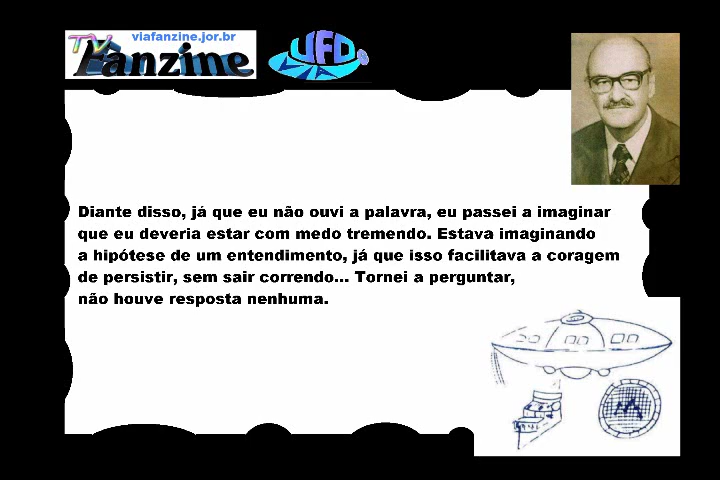 viafanzine.jor.br
TV
Fanzine
UFO
VIA
Diante disso, já que eu não ouvi a palavra, eu passei a imaginar
que eu deveria estar com medo tremendo. Estava imaginando
a hipótese de um entendimento, já que isso facilitava a coragem
de persistir, sem sair correndo... Tornei a perguntar,
não houve resposta nenhuma.